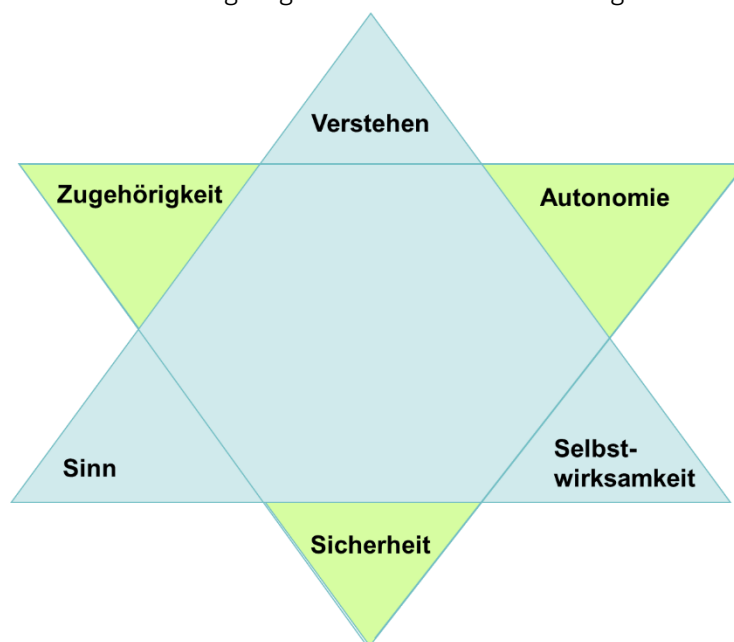 Verstehen
Zugehörigkeit
Autonomie
Sinn
Selbst-
wirksamkeit
Sicherheit